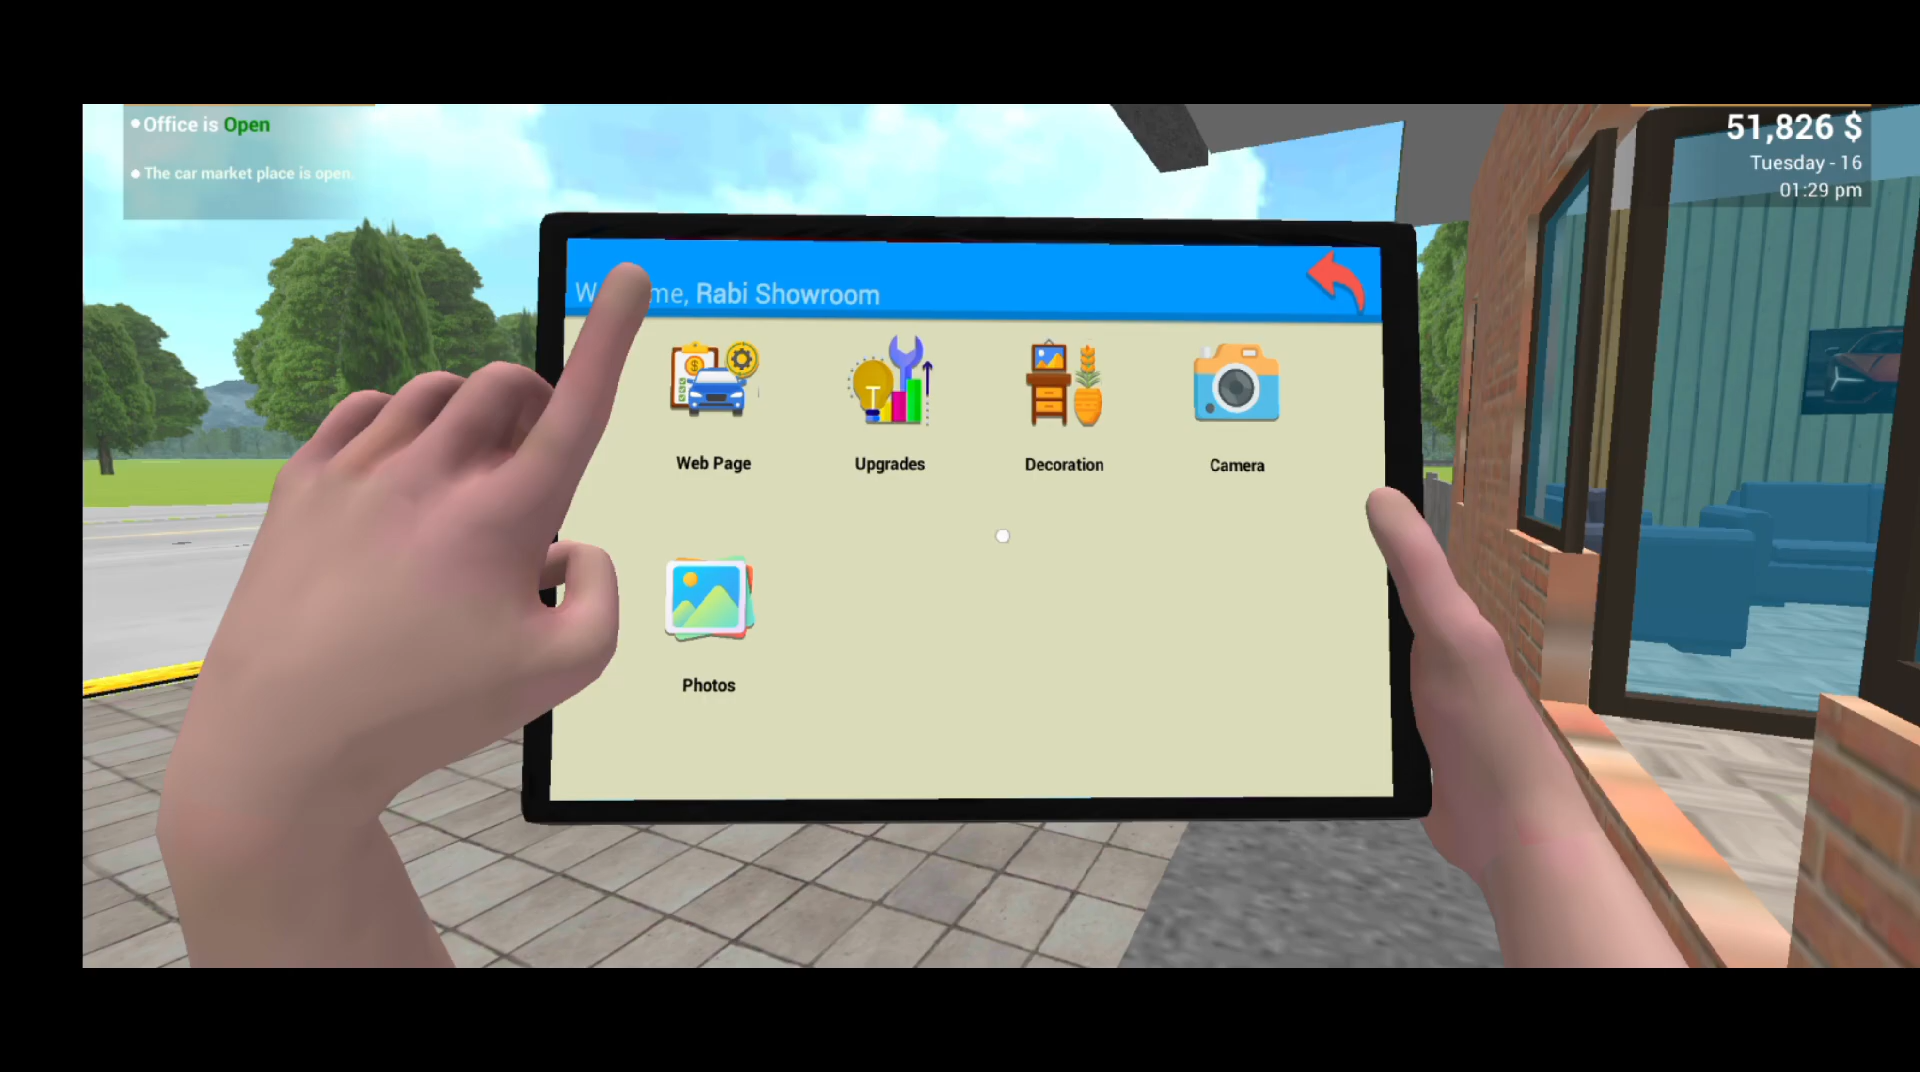 Office is Open
The car market place is open.
51,826 $
Tuesday - 16
01:29 pm
me, Rabi Showroom
Web Page
Upgrades
Decoration
Camera
Photos